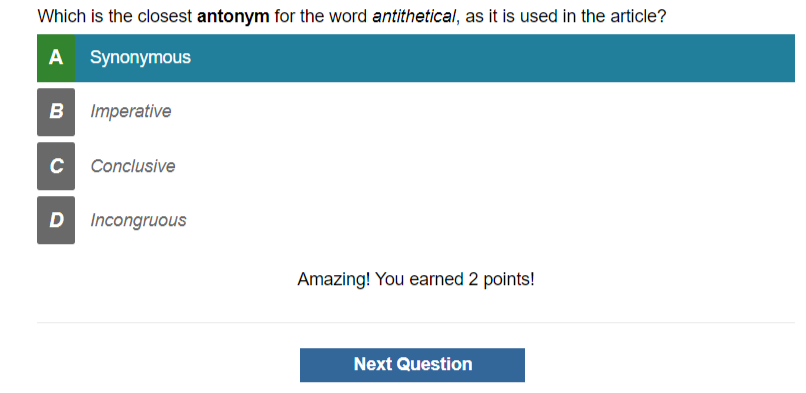 Which is the closest antonym for the word antithetical, as it is used in the article?
A Synonymous
B Imperative
C Conclusive
D Incongruous
Amazing! You earned 2 points!
Next Question